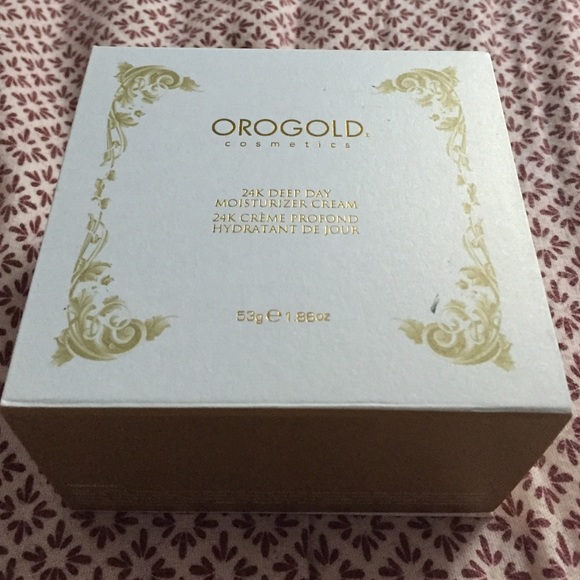 OROGOLD
cosmetics
24K DEEP DAY
MOISTURIZER CREAM
24K CRÈME PROFOND
HYDRATANT DE JOUR
53g ℮ 1.86oz